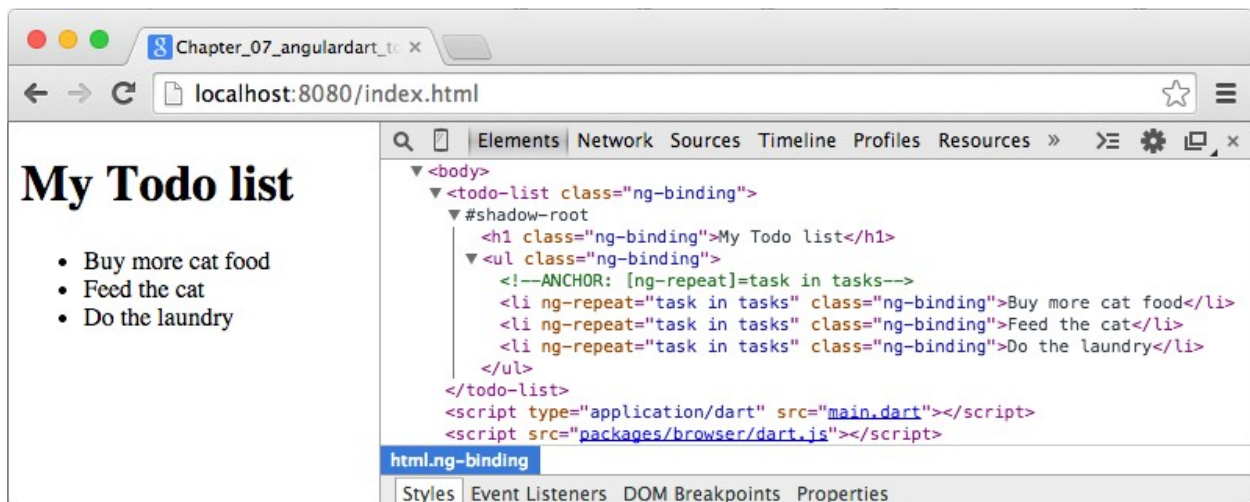 Chapter_07_angulardart_to
localhost:8080/index.html
My Todo list
• Buy more cat food
• Feed the cat
• Do the laundry
Elements Network Sources Timeline Profiles Resources »
<body>
<todo-list class="ng-binding">
#shadow-root
<h1 class="ng-binding">My Todo list</h1>
<ul class="ng-binding">
<!--ANCHOR: [ng-repeat]=task in tasks-->
<li ng-repeat="task in tasks" class="ng-binding">Buy more cat food</li>
<li ng-repeat="task in tasks" class="ng-binding">Feed the cat</li>
<li ng-repeat="task in tasks" class="ng-binding">Do the laundry</li>
</ul>
</todo-list>
<script type="application/dart" src="main.dart"></script>
<script src="packages/browser/dart.js"></script>
html.ng-binding
Styles Event Listeners DOM Breakpoints Properties